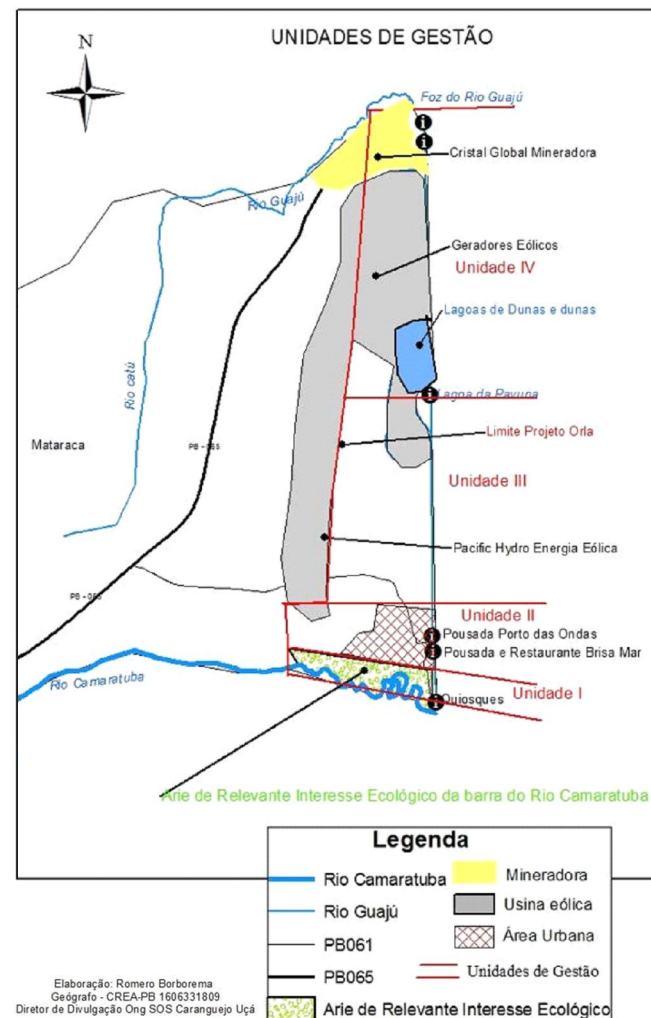 UNIDADES DE GESTÃO
N
Foz do Rio Guajú
Cristal Global Mineradora
Rio Guajú
Geradores Eólicos
Unidade IV
Lagoas de Dunas e dunas
Rio catú
Lagoa da Pavuna
Limite Projeto Orla
Mataraca
PB - 065
Unidade III
Pacific Hydro Energia Eólica
PB - 065
Unidade II
Pousada Porto das Ondas
Pousada e Restaurante Brisa Mar
Rio Camaratuba
Unidade I
Quiosques
Arie de Relevante Interesse Ecológico da barra do Rio Camaratuba
Legenda
Rio Camaratuba
Mineradora
Rio Guajú
Usina eólica
PB061
Área Urbana
PB065
Unidades de Gestão
Arie de Relevante Interesse Ecológico
Elaboração: Romero Borborema
Geógrafo - CREA-PB 1606331809
Diretor de Divulgação Ong SOS Caranguejo Uçá